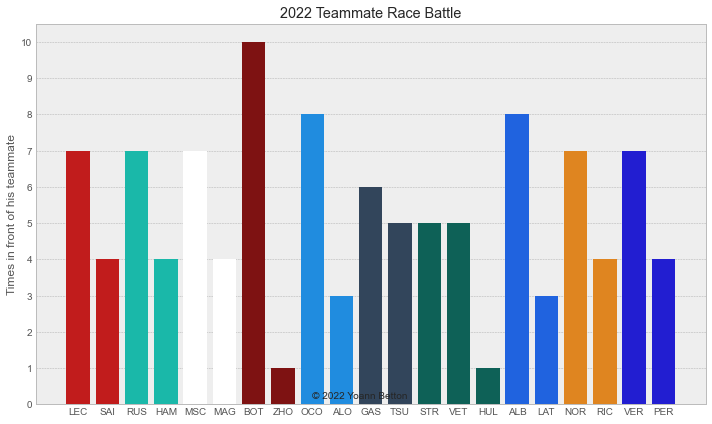 2022 Teammate Race Battle
Times in front of his teammate
10
9
8
7
6
5
4
3
2
1
0
© 2022 Yoann Bettoni
LEC SAI RUS HAM MSC MAG BOT ZHO OCO ALO GAS TSU STR VET HUL ALB LAT NOR RIC VER PER